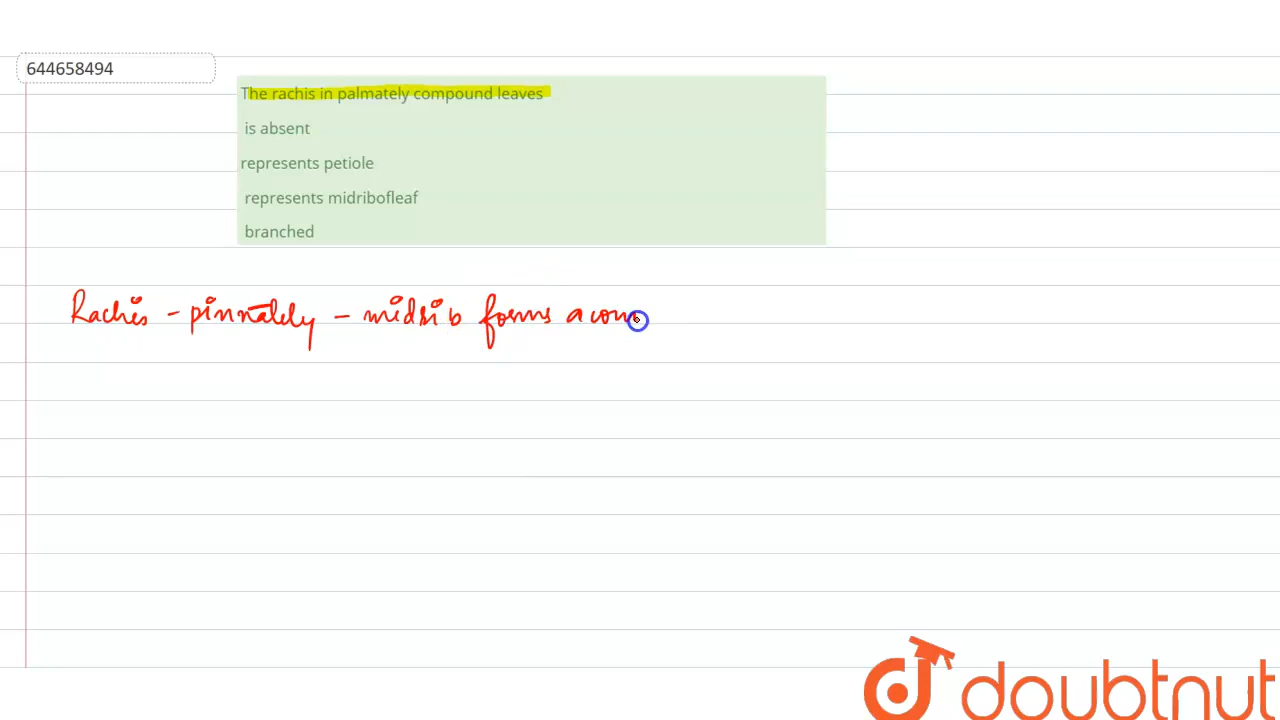 644658494
The rachis in palmately compound leaves
is absent
represents petiole
represents midribofleaf
branched
Rachis - pinnately - midrib forms a com
doubtnut